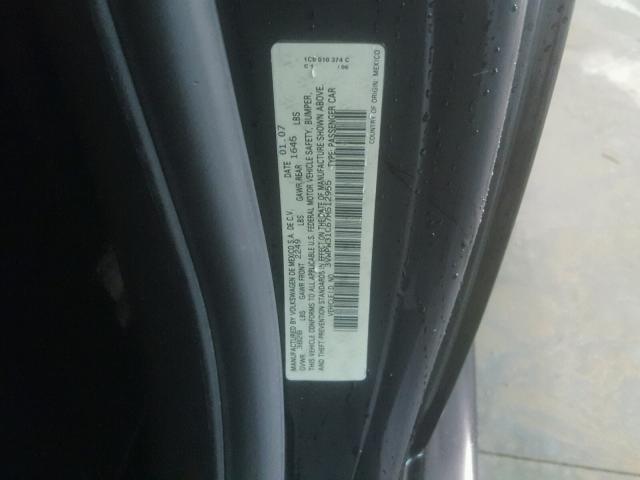 MANUFACTURED BY VOLKSWAGEN DE MEXICO S.A. DE C.V. DATE 01.07
GVWR 3828 LBS GAWR FRONT 2249 LBS GAWR REAR 1645 LBS
THIS VEHICLE CONFORMS TO ALL APPLICABLE U.S. FEDERAL MOTOR VEHICLE SAFETY, BUMPER,
AND THEFT PREVENTION STANDARDS IN EFFECT ON THE DATE OF MANUFACTURE SHOWN ABOVE.
VEHICLE I.D. NO. 3VWPW31C67M512955 TYPE: PASSENGER CAR
COUNTRY OF ORIGIN: MEXICO
010 374 C